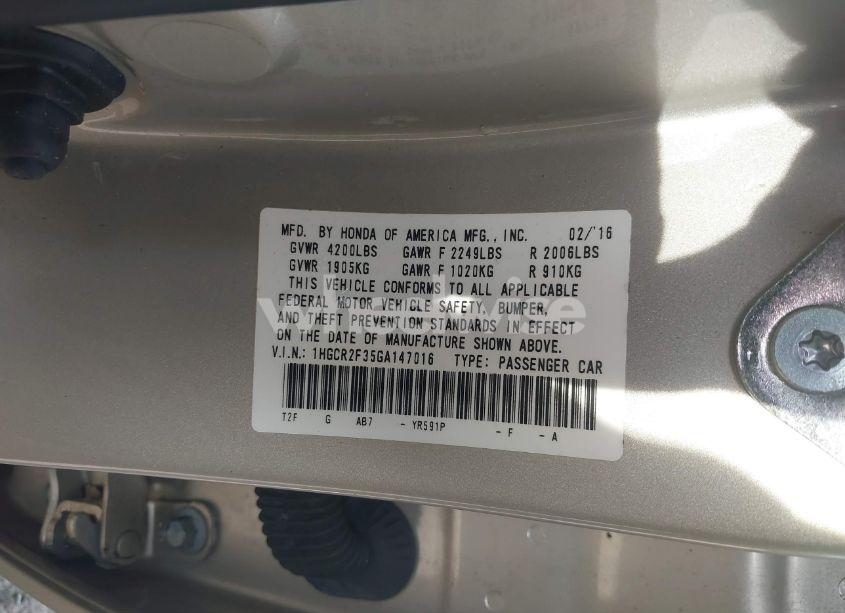 MFD. BY HONDA OF AMERICA MFG., INC. 02/'16
GVWR 4200LBS GAWR F 2249LBS R 2006LBS
GVWR 1905KG GAWR F 1020KG R 910KG
THIS VEHICLE CONFORMS TO ALL APPLICABLE
FEDERAL MOTOR VEHICLE SAFETY, BUMPER,
AND THEFT PREVENTION STANDARDS IN EFFECT
ON THE DATE OF MANUFACTURE SHOWN ABOVE.
V.I.N.: 1HGCR2F35GA147016 TYPE: PASSENGER CAR
T2F G AB7 - YR591P - F - A